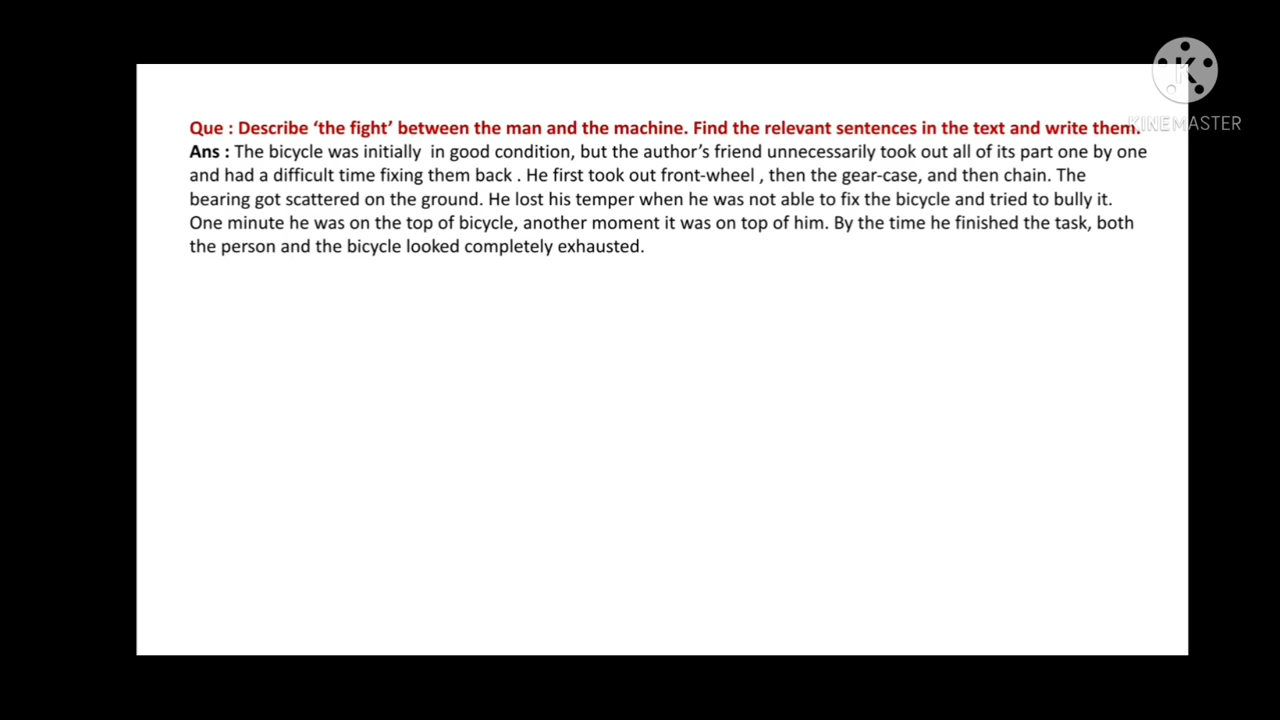 KINEMASTER
Que : Describe ‘the fight’ between the man and the machine. Find the relevant sentences in the text and write them.
Ans : The bicycle was initially in good condition, but the author’s friend unnecessarily took out all of its part one by one
and had a difficult time fixing them back . He first took out front-wheel , then the gear-case, and then chain. The
bearing got scattered on the ground. He lost his temper when he was not able to fix the bicycle and tried to bully it.
One minute he was on the top of bicycle, another moment it was on top of him. By the time he finished the task, both
the person and the bicycle looked completely exhausted.